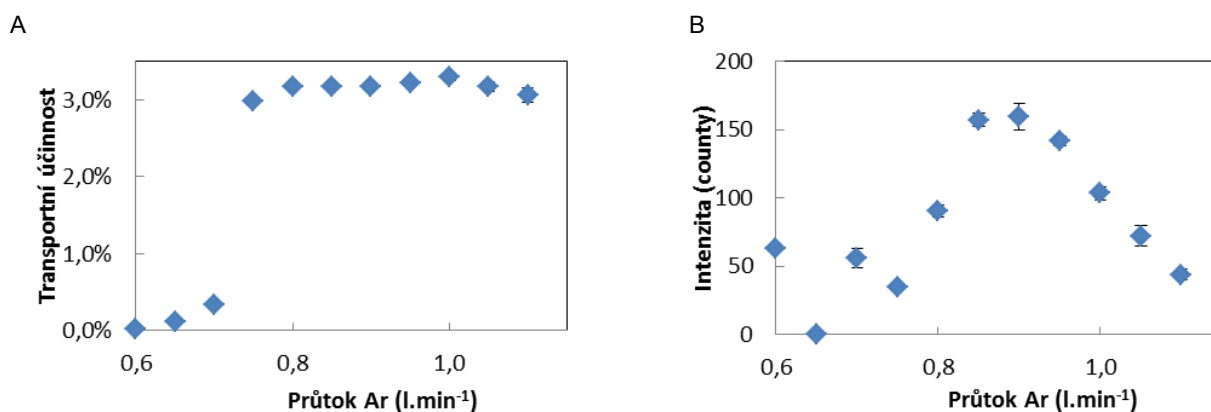 A
Transportní účinnost
3,0%
2,0%
1,0%
0,0%
0,6
0,8
1,0
Průtok Ar (l.min⁻¹)
B
Intenzita (county)
200
150
100
50
0
0,6
0,8
1,0
Průtok Ar (l.min⁻¹)